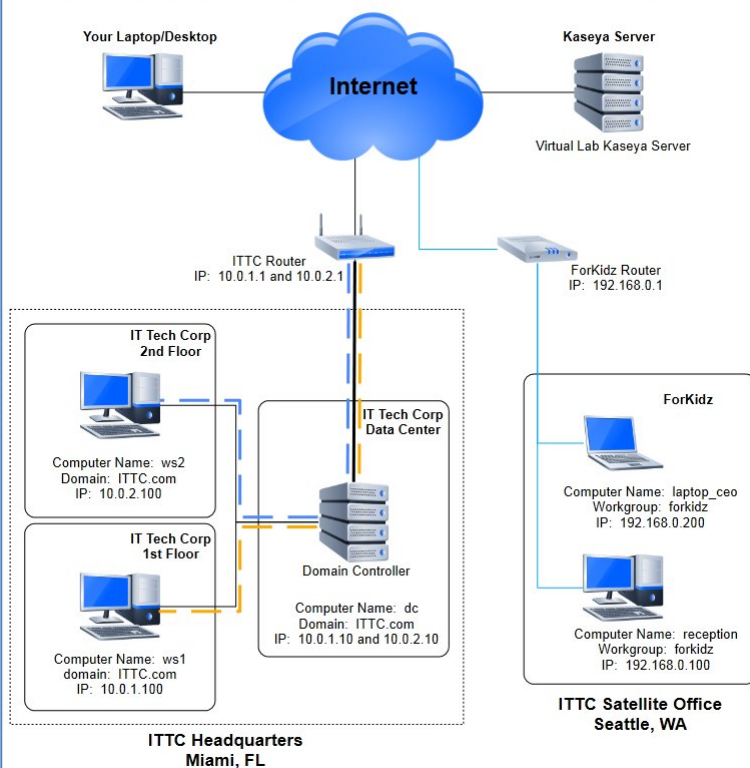 Your Laptop/Desktop
Internet
Kaseya Server
Virtual Lab Kaseya Server
ITTC Router
IP: 10.0.1.1 and 10.0.2.1
ForKidz Router
IP: 192.168.0.1
IT Tech Corp
2nd Floor
Computer Name: ws2
Domain: ITTC.com
IP: 10.0.2.100
IT Tech Corp
1st Floor
Computer Name: ws1
domain: ITTC.com
IP: 10.0.1.100
IT Tech Corp
Data Center
Domain Controller
Computer Name: dc
Domain: ITTC.com
IP: 10.0.1.10 and 10.0.2.10
ITTC Headquarters
Miami, FL
ForKidz
Computer Name: laptop_ceo
Workgroup: forkidz
IP: 192.168.0.200
Computer Name: reception
Workgroup: forkidz
IP: 192.168.0.100
ITTC Satellite Office
Seattle, WA